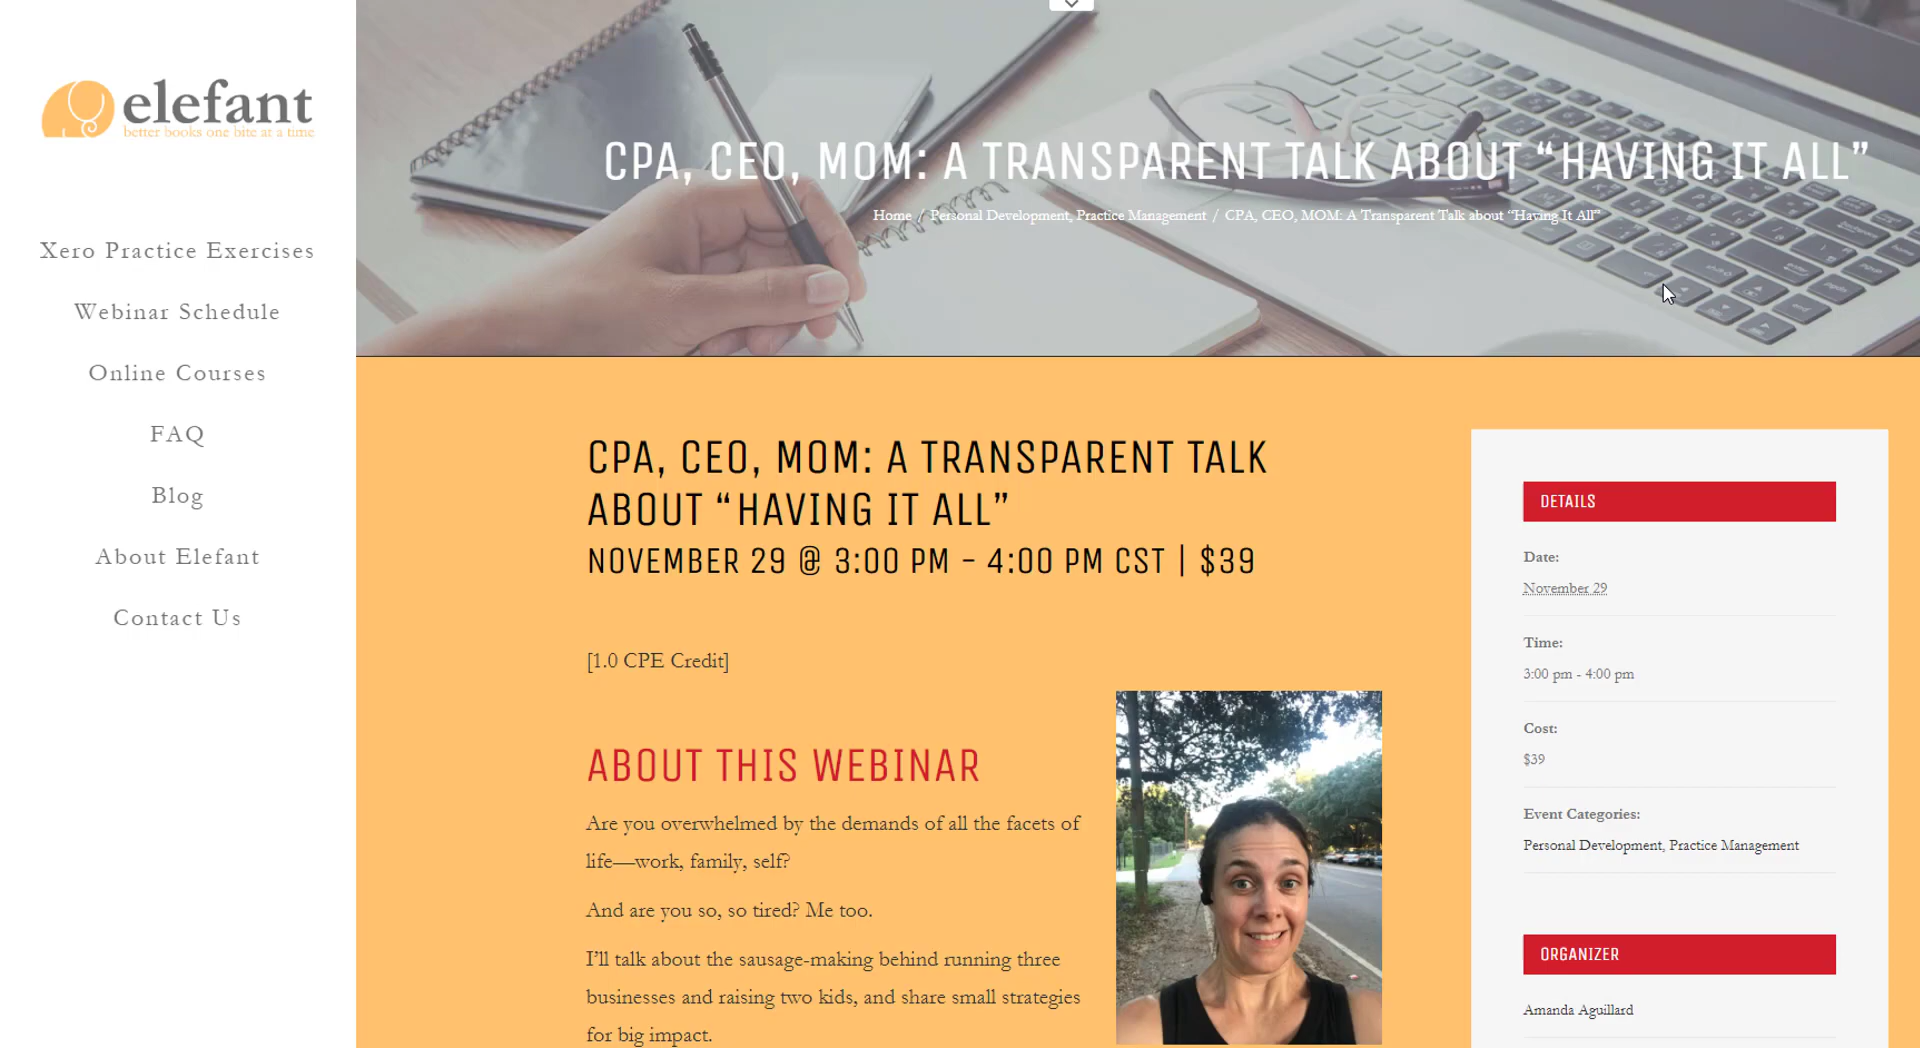 elefant
better books one bite at a time
Xero Practice Exercises
Webinar Schedule
Online Courses
FAQ
Blog
About Elefant
Contact Us
CPA, CEO, MOM: A TRANSPARENT TALK ABOUT “HAVING IT ALL”
Home / Personal Development, Practice Management / CPA, CEO, MOM: A Transparent Talk about “Having It All”
CPA, CEO, MOM: A TRANSPARENT TALK
ABOUT “HAVING IT ALL”
NOVEMBER 29 @ 3:00 PM - 4:00 PM CST | $39
[1.0 CPE Credit]
ABOUT THIS WEBINAR
Are you overwhelmed by the demands of all the facets of
life—work, family, self?
And are you so, so tired? Me too.
I’ll talk about the sausage-making behind running three
businesses and raising two kids, and share small strategies
for big impact.
DETAILS
Date:
November 29
Time:
3:00 pm - 4:00 pm
Cost:
$39
Event Categories:
Personal Development, Practice Management
ORGANIZER
Amanda Aguillard